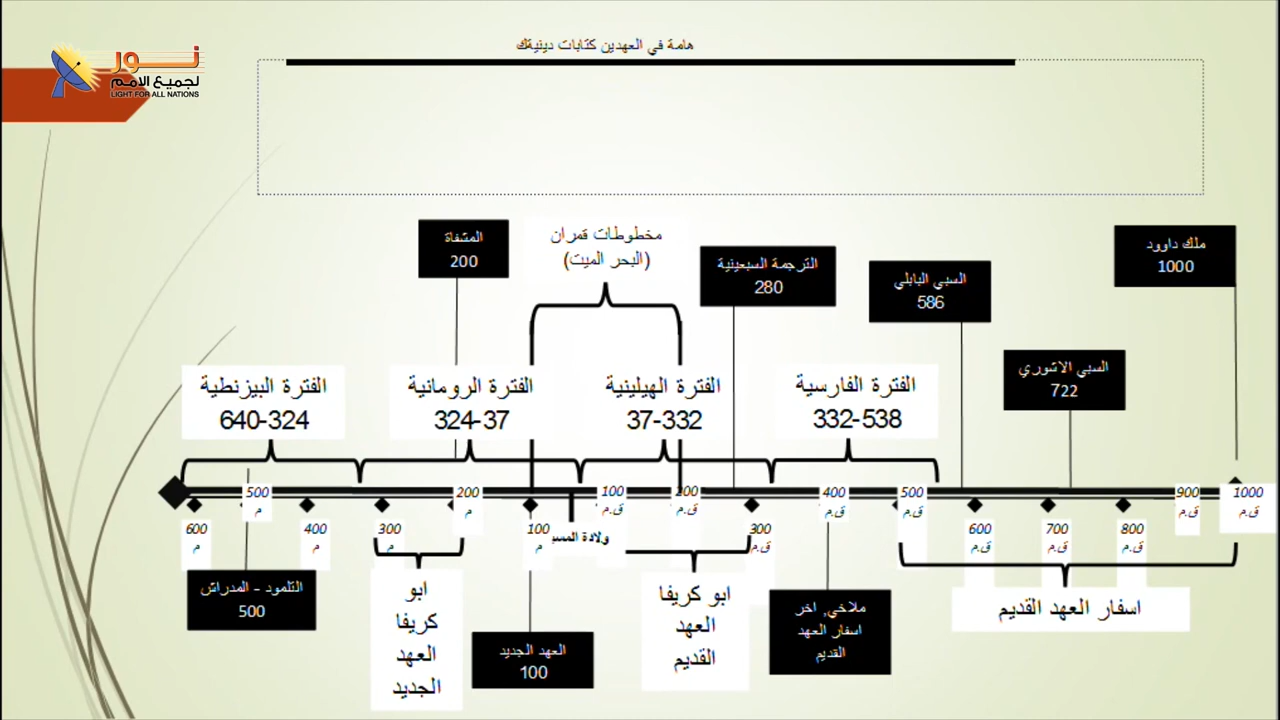 هامة في العهدين كتابات دينيةك
نور
لجميع الامم
LIGHT FOR ALL NATIONS
ملك داوود
1000
السبي البابلي
586
السبي الاشوري
722
الترجمة السبعينية
280
مخطوطات قمران
(البحر الميت)
المشناة
200
الفترة الفارسية
332-538
الفترة الهيلينية
37-332
الفترة الرومانية
324-37
الفترة البيزنطية
640-324
1000
ق.م
900
ق.م
800
ق.م
700
ق.م
600
ق.م
500
ق.م
400
ق.م
300
ق.م
200
ق.م
100
ق.م
ولادة المس
100
م
200
م
300
م
400
م
500
م
600
م
اسفار العهد القديم
ملاخي, اخر
اسفار العهد
القديم
ابو كريفا
العهد
القديم
العهد الجديد
100
ابو
كريفا
العهد
الجديد
التلمود - المدراش
500